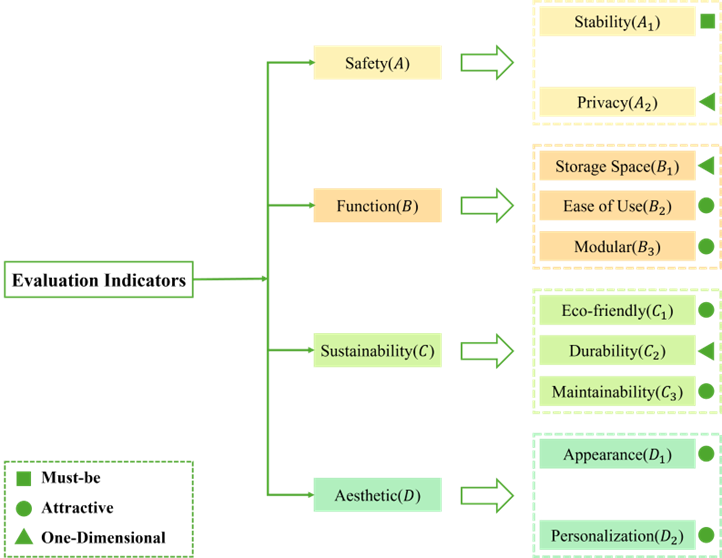 Evaluation Indicators
Safety(A)
Stability(A₁)
Privacy(A₂)
Function(B)
Storage Space(B₁)
Ease of Use(B₂)
Modular(B₃)
Sustainability(C)
Eco-friendly(C₁)
Durability(C₂)
Maintainability(C₃)
Aesthetic(D)
Appearance(D₁)
Personalization(D₂)
Must-be
Attractive
One-Dimensional